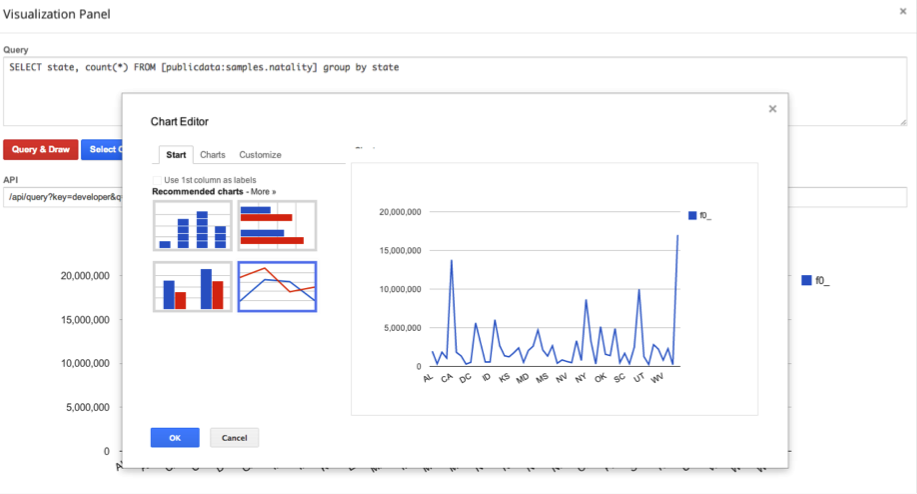 Visualization Panel
×
Query
SELECT state, count(*) FROM [publicdata:samples.natality] group by state
Query & Draw
Select C
API
/api/query?key=developer&q
20,000,000
15,000,000
10,000,000
5,000,000
0
f0_
Chart Editor
×
Start Charts Customize
Use 1st column as labels
Recommended charts - More »
20,000,000
15,000,000
10,000,000
5,000,000
0
AL CA DC ID KS MD MS NV NY OK SC UT WV
f0_
OK Cancel